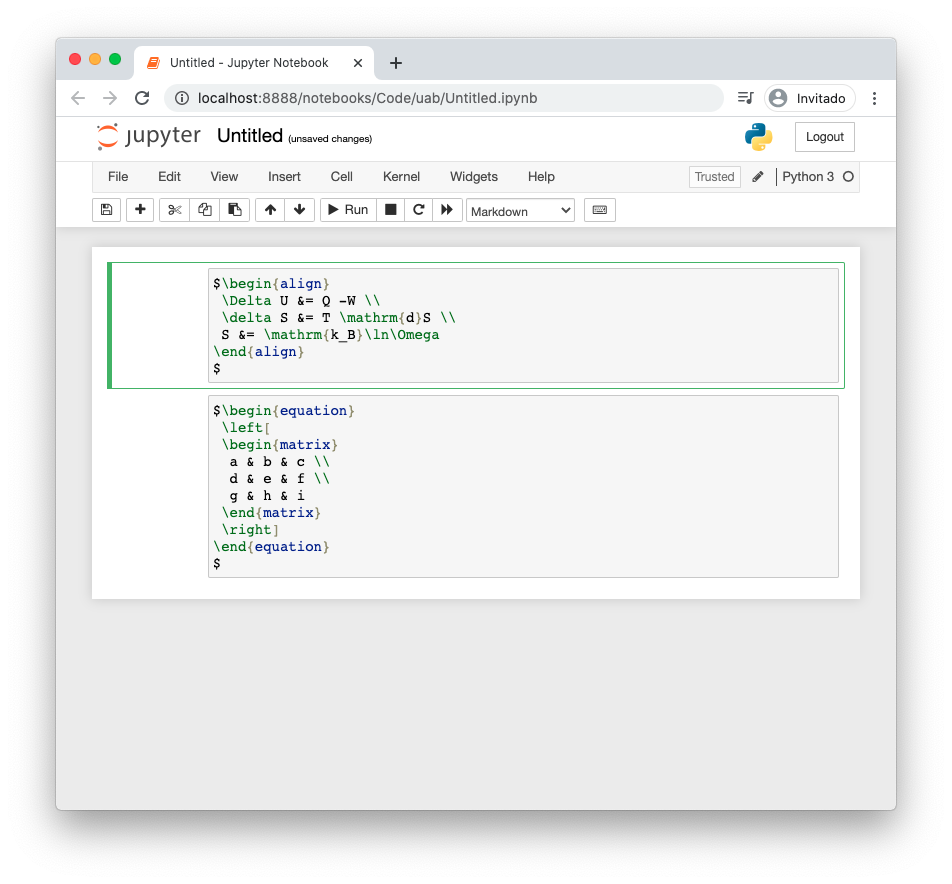 Untitled - Jupyter Notebook
localhost:8888/notebooks/Code/uab/Untitled.ipynb
Invitado
jupyter Untitled (unsaved changes)
Logout
File Edit View Insert Cell Kernel Widgets Help Trusted Python 3
Run Markdown
$\begin{align}
\Delta U &= Q -W \\
\delta S &= T \mathrm{d}S \\
S &= \mathrm{k_B}\ln\Omega
\end{align}
$
$\begin{equation}
\left[
\begin{matrix}
a & b & c \\
d & e & f \\
g & h & i
\end{matrix}
\right]
\end{equation}
$